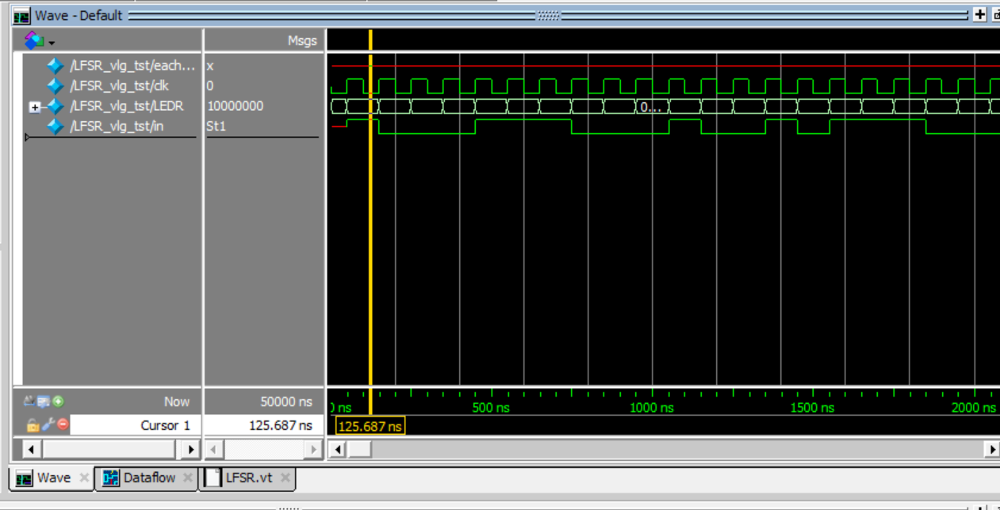 Wave - Default
Msgs
/LFSR_vlg_tst/each... x
/LFSR_vlg_tst/clk 0
/LFSR_vlg_tst/LEDR 10000000 0...
/LFSR_vlg_tst/in St1
Now 50000 ns
ns 500 ns 1000 ns 1500 ns 2000 ns
Cursor 1 125.687 ns 125.687 ns
Wave Dataflow LFSR.vt